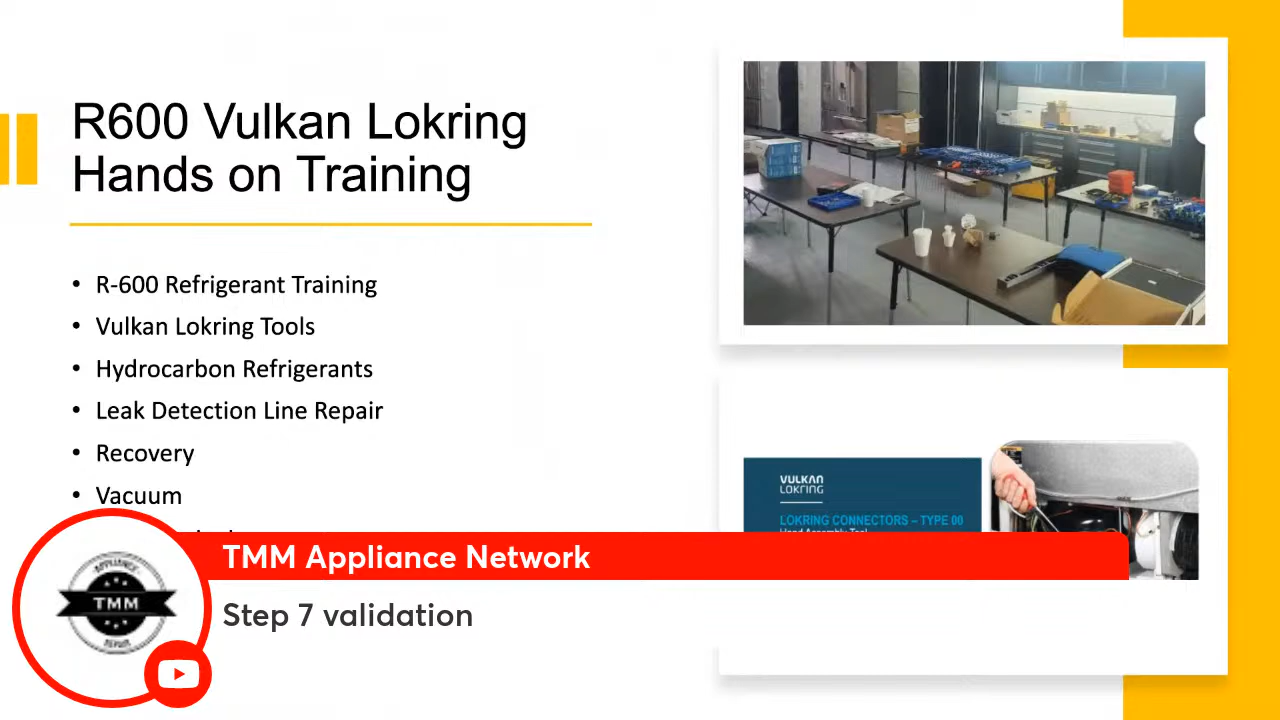 R600 Vulkan Lokring
Hands on Training
• R-600 Refrigerant Training
• Vulkan Lokring Tools
• Hydrocarbon Refrigerants
• Leak Detection Line Repair
• Recovery
• Vacuum
VULKAN
LOKRING
LOKRING CONNECTORS – TYPE 00
TMM Appliance Network
Step 7 validation
APPLIANCE
TMM
REPAIR